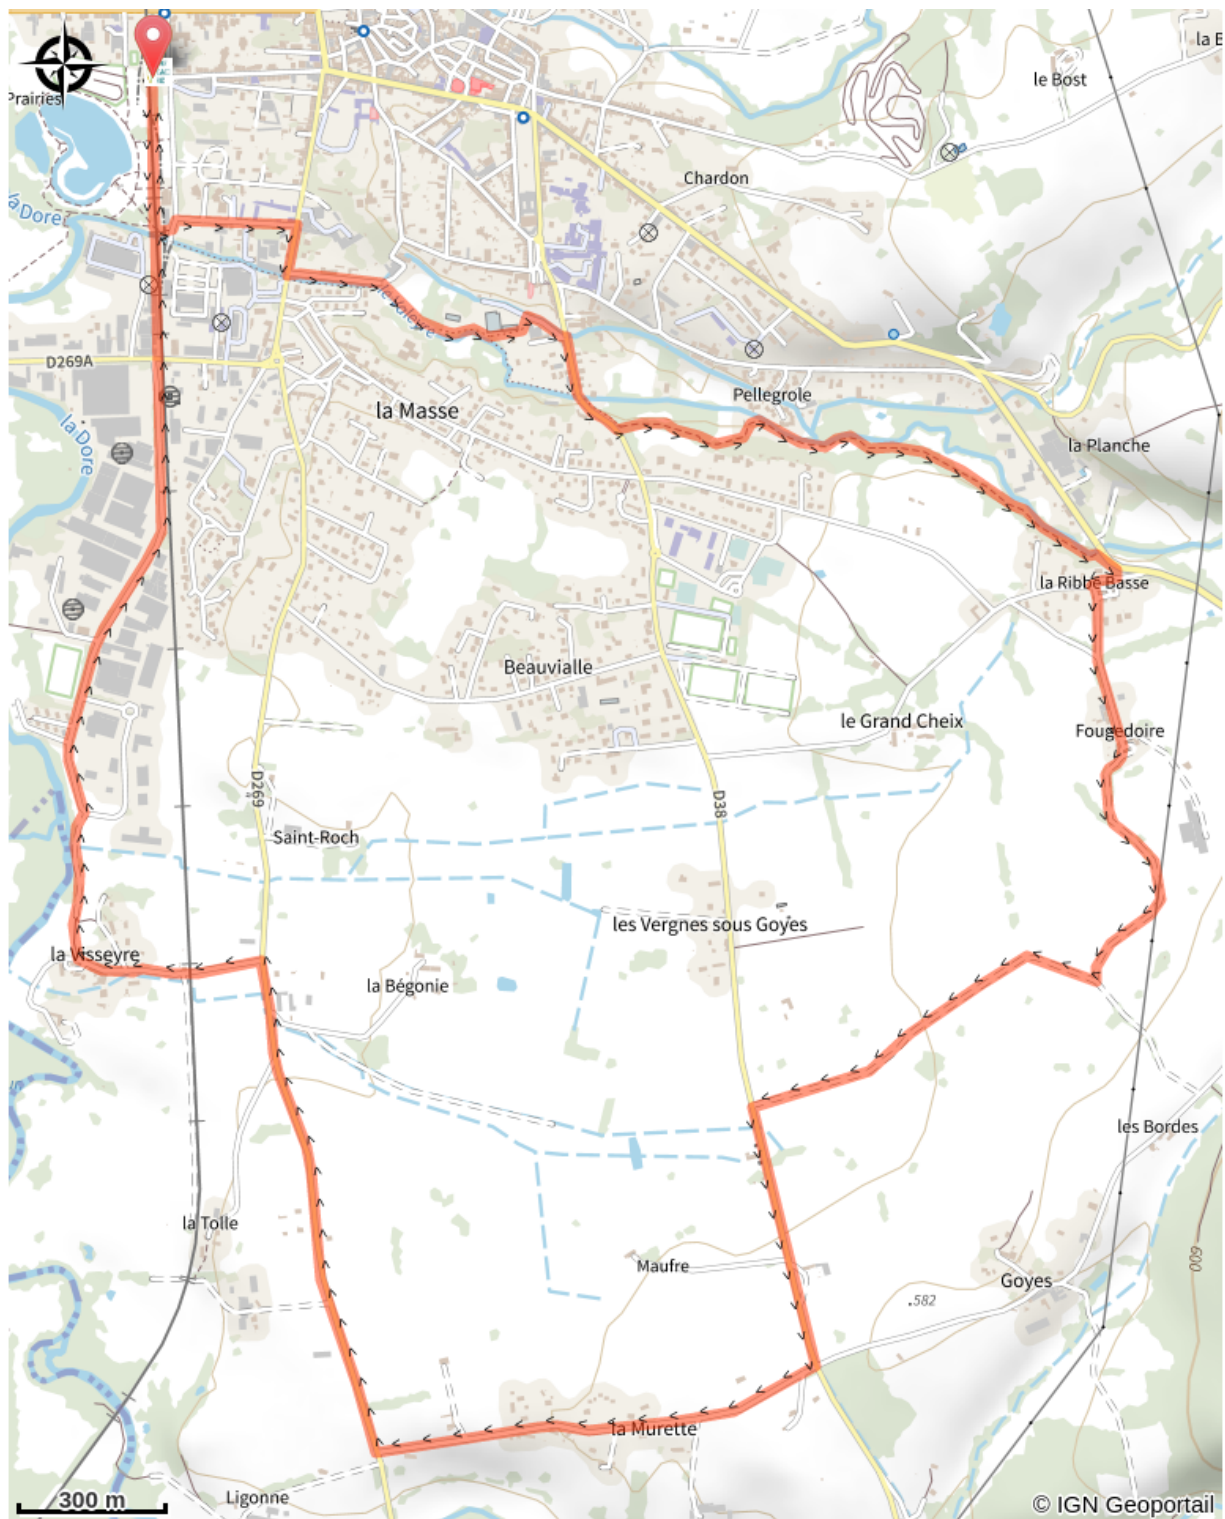 la B
le Bost
Prairies
Chardon
la Dore
D269A
Pellegrole
la Masse
la Dore
la Planche
la Ribbe Basse
Beauvialle
le Grand Cheix
Fougedoire
D269
D38
Saint-Roch
les Vergnes sous Goyes
la Visseyre
la Bégonie
les Bordes
la Tolle
Maufre
Goyes
600
.582
la Murette
Ligonne
300 m
© IGN Geoportail